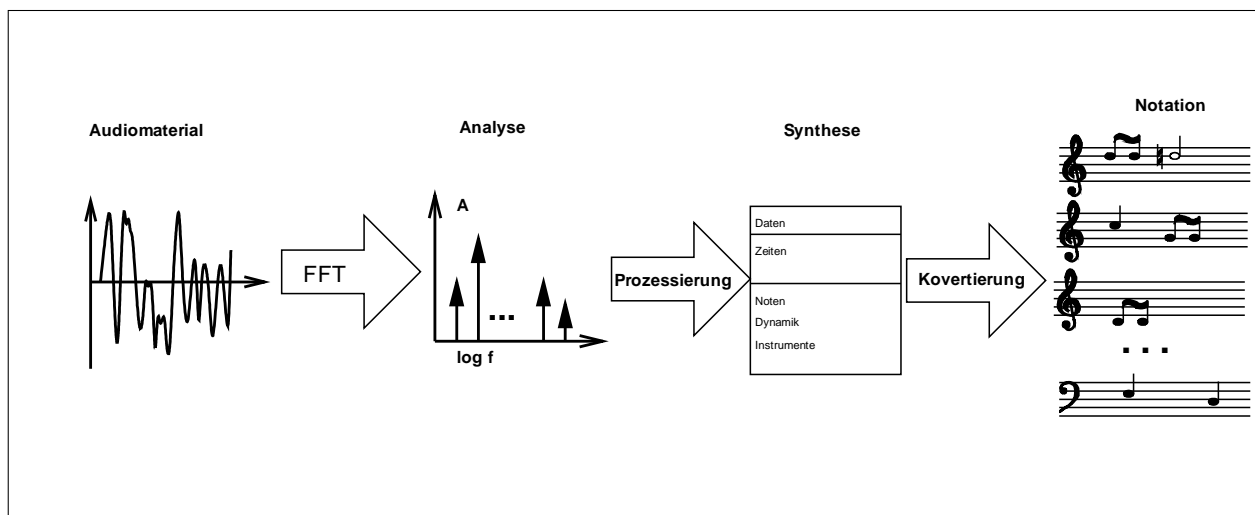 Audiomaterial
FFT
Analyse
A
...
log f
Prozessierung
Synthese
Daten
Zeiten
Noten
Dynamik
Instrumente
Kovertierung
Notation
...